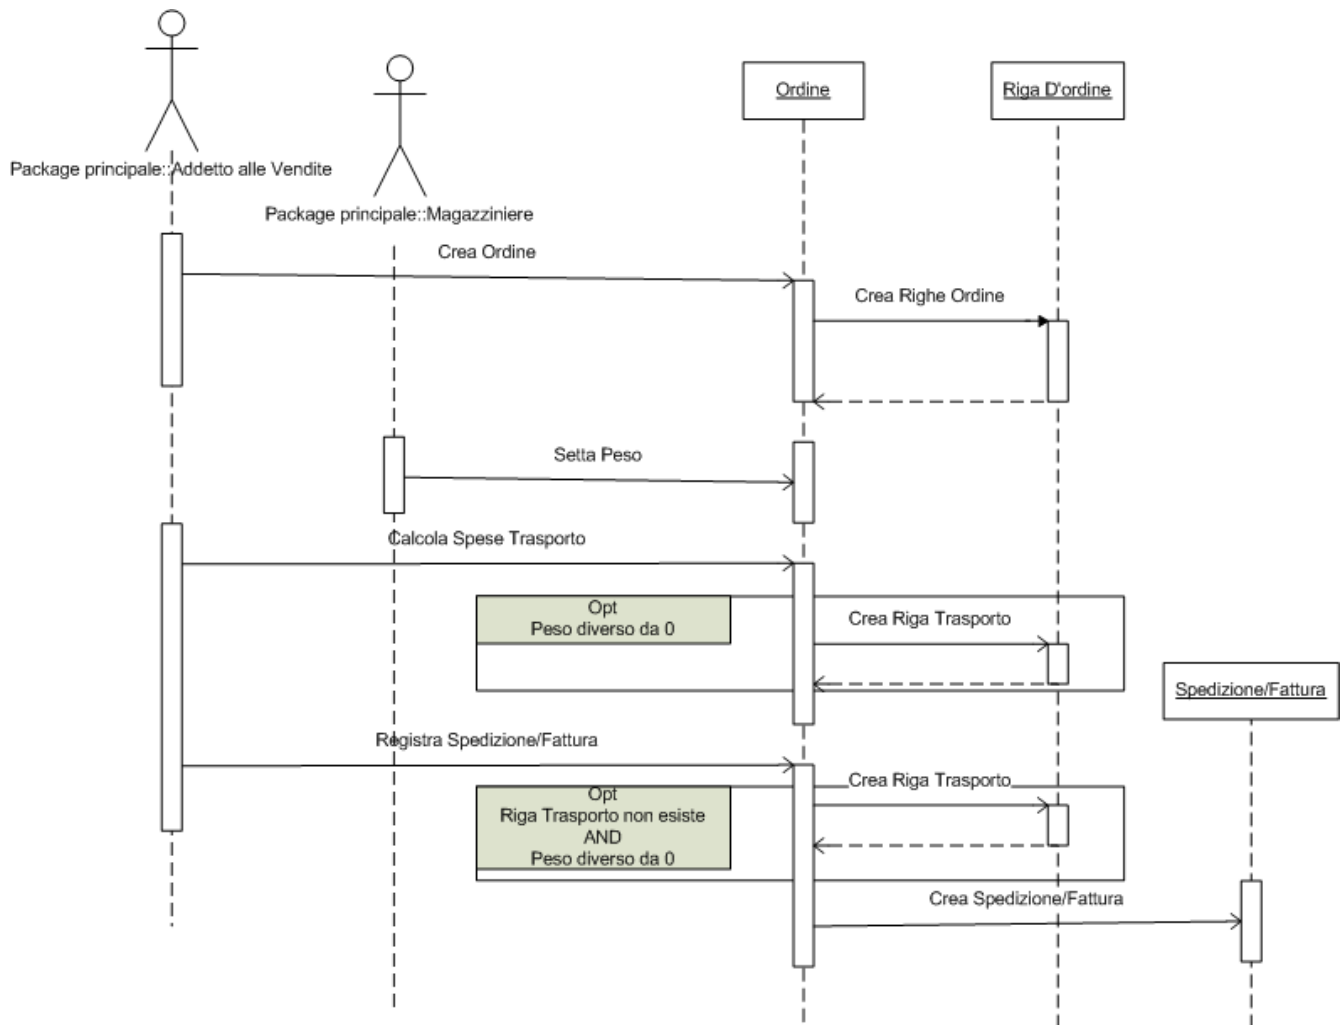 Package principale::Addetto alle Vendite
Package principale::Magazziniere
Ordine
Riga D'ordine
Crea Ordine
Crea Righe Ordine
Setta Peso
Calcola Spese Trasporto
Opt
Peso diverso da 0
Crea Riga Trasporto
Spedizione/Fattura
Registra Spedizione/Fattura
Crea Riga Trasporto
Opt
Riga Trasporto non esiste
AND
Peso diverso da 0
Crea Spedizione/Fattura